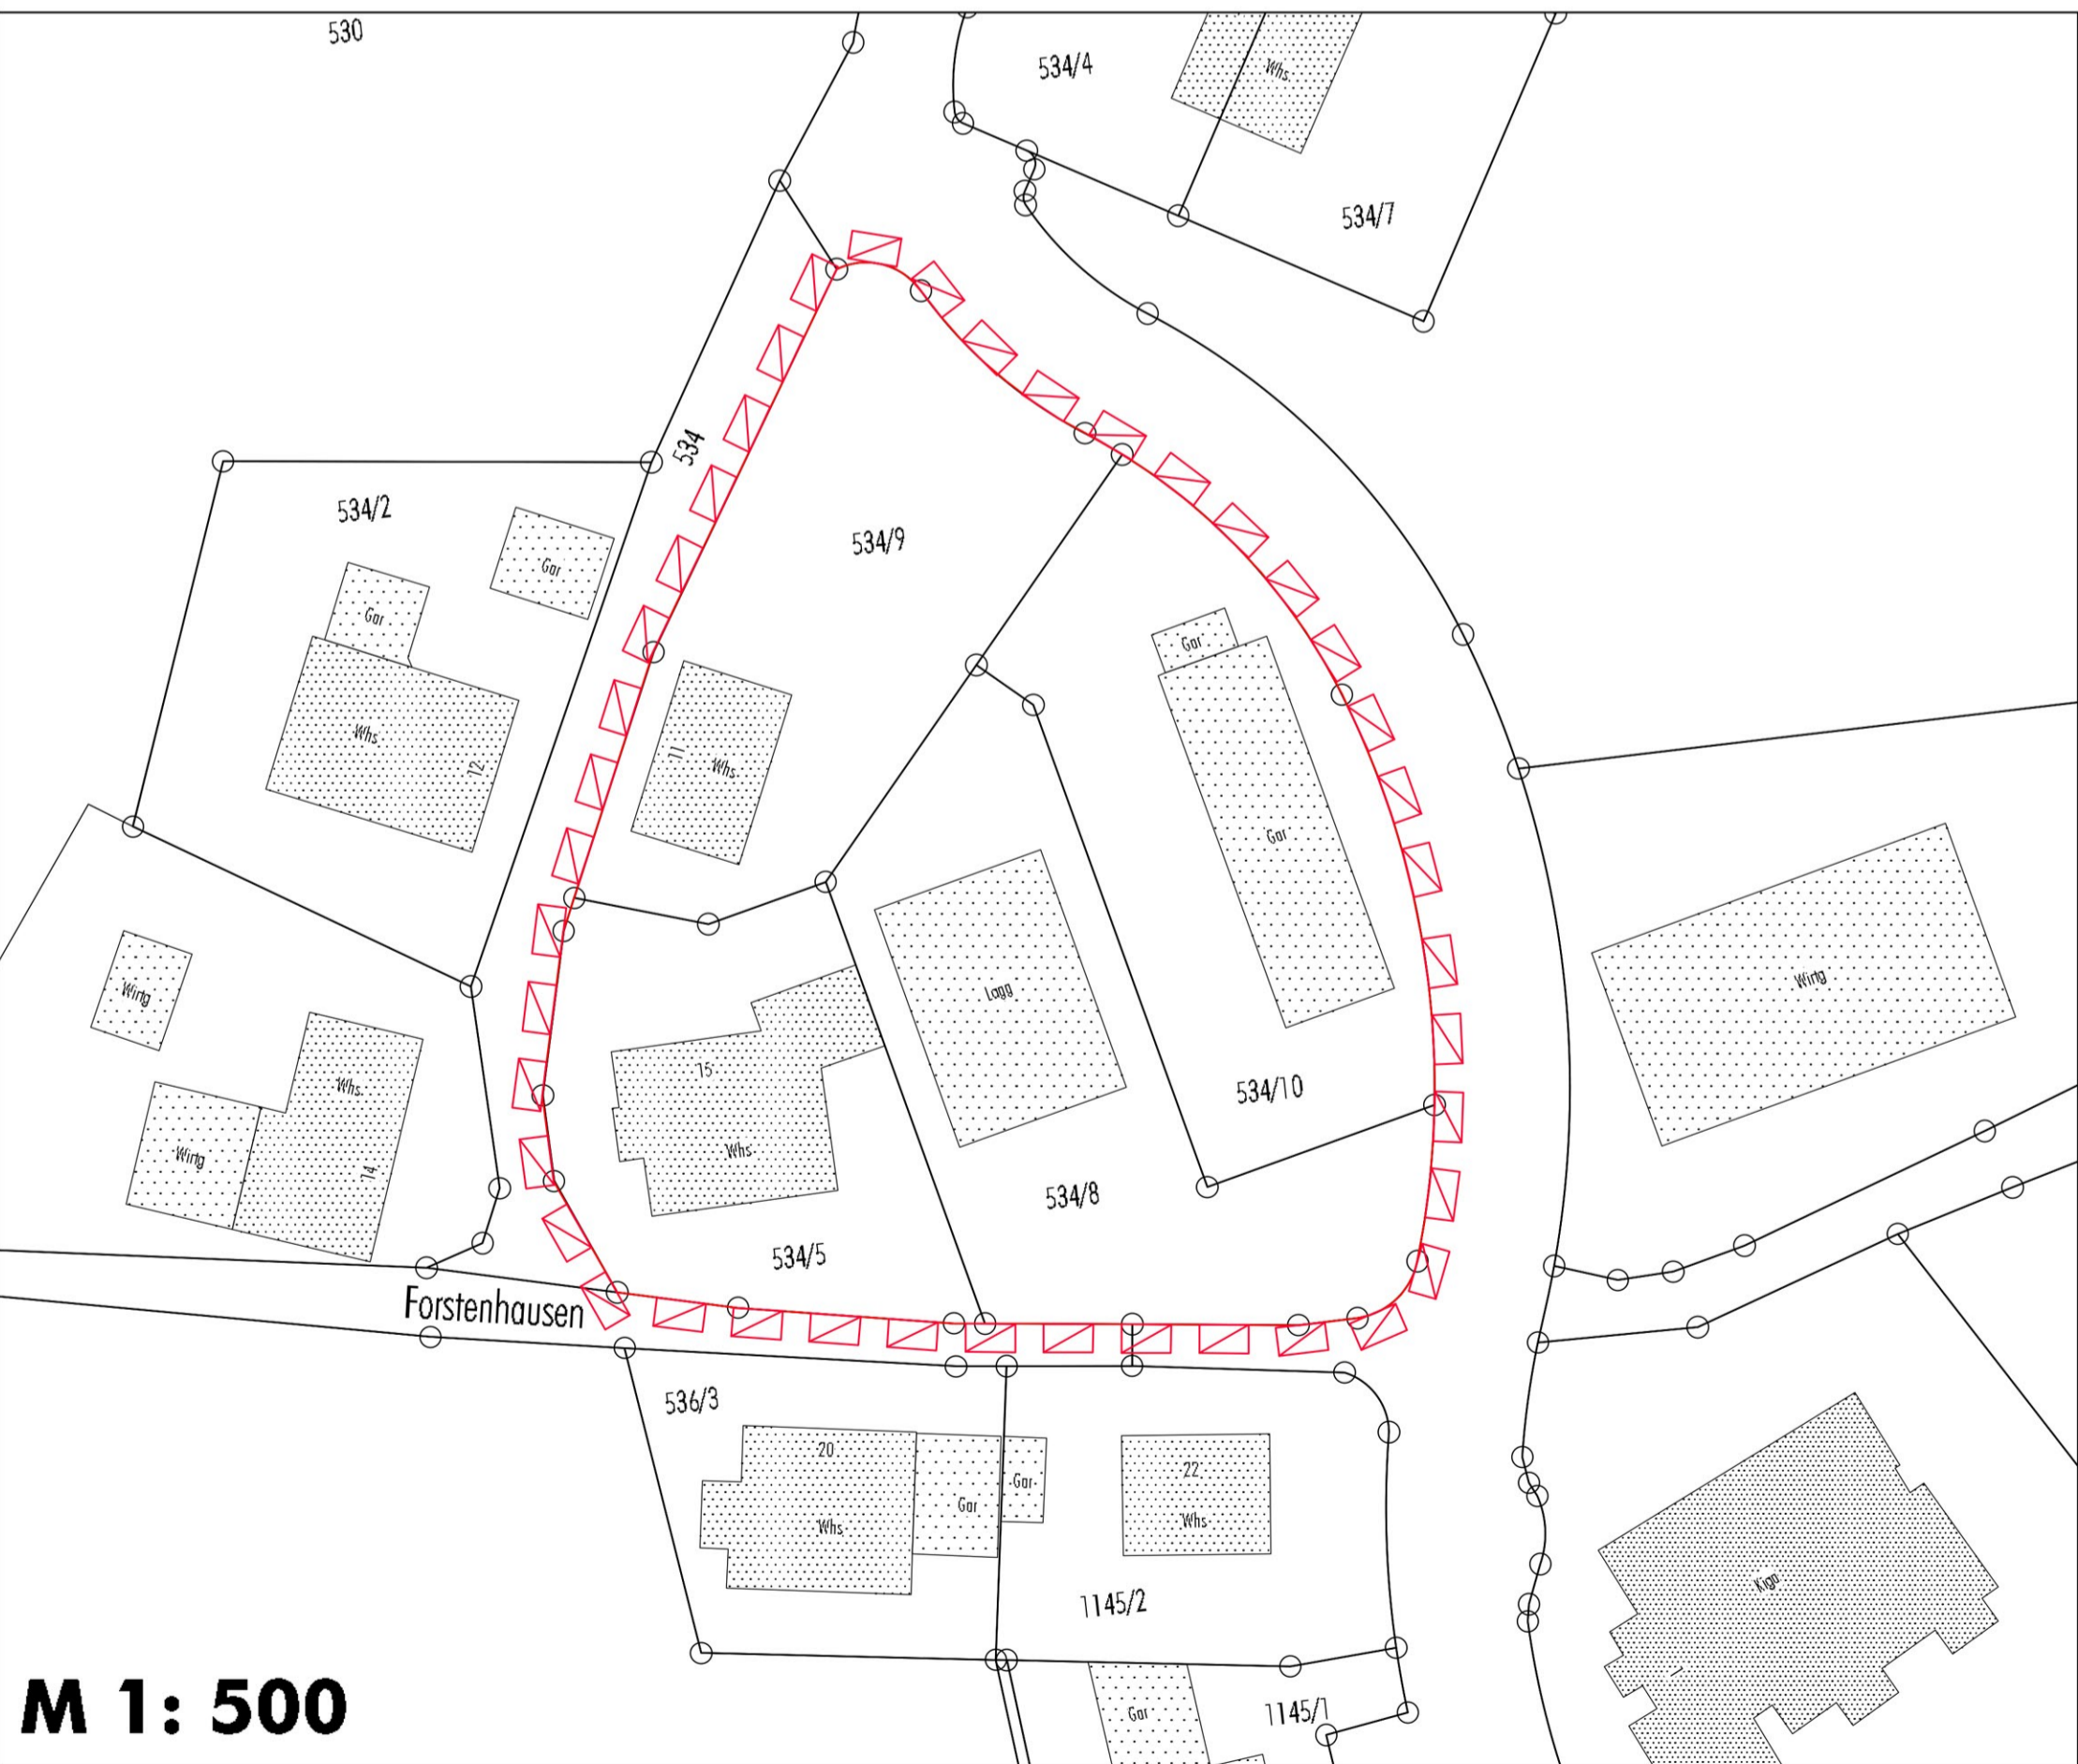 530
534/4
Whs.
534/7
534
534/2
534/9
Gar
Gar
Gar
Whs
12
11
Whs
Gar
Wirtg
Lagg
Wirtg
Whs.
15
534/10
14
Wirtg
Whs
534/8
534/5
Forstenhausen
536/3
20
22
Gar
Gar
Whs
Whs
Kiga
1145/2
1
M 1: 500
Gar
1145/1